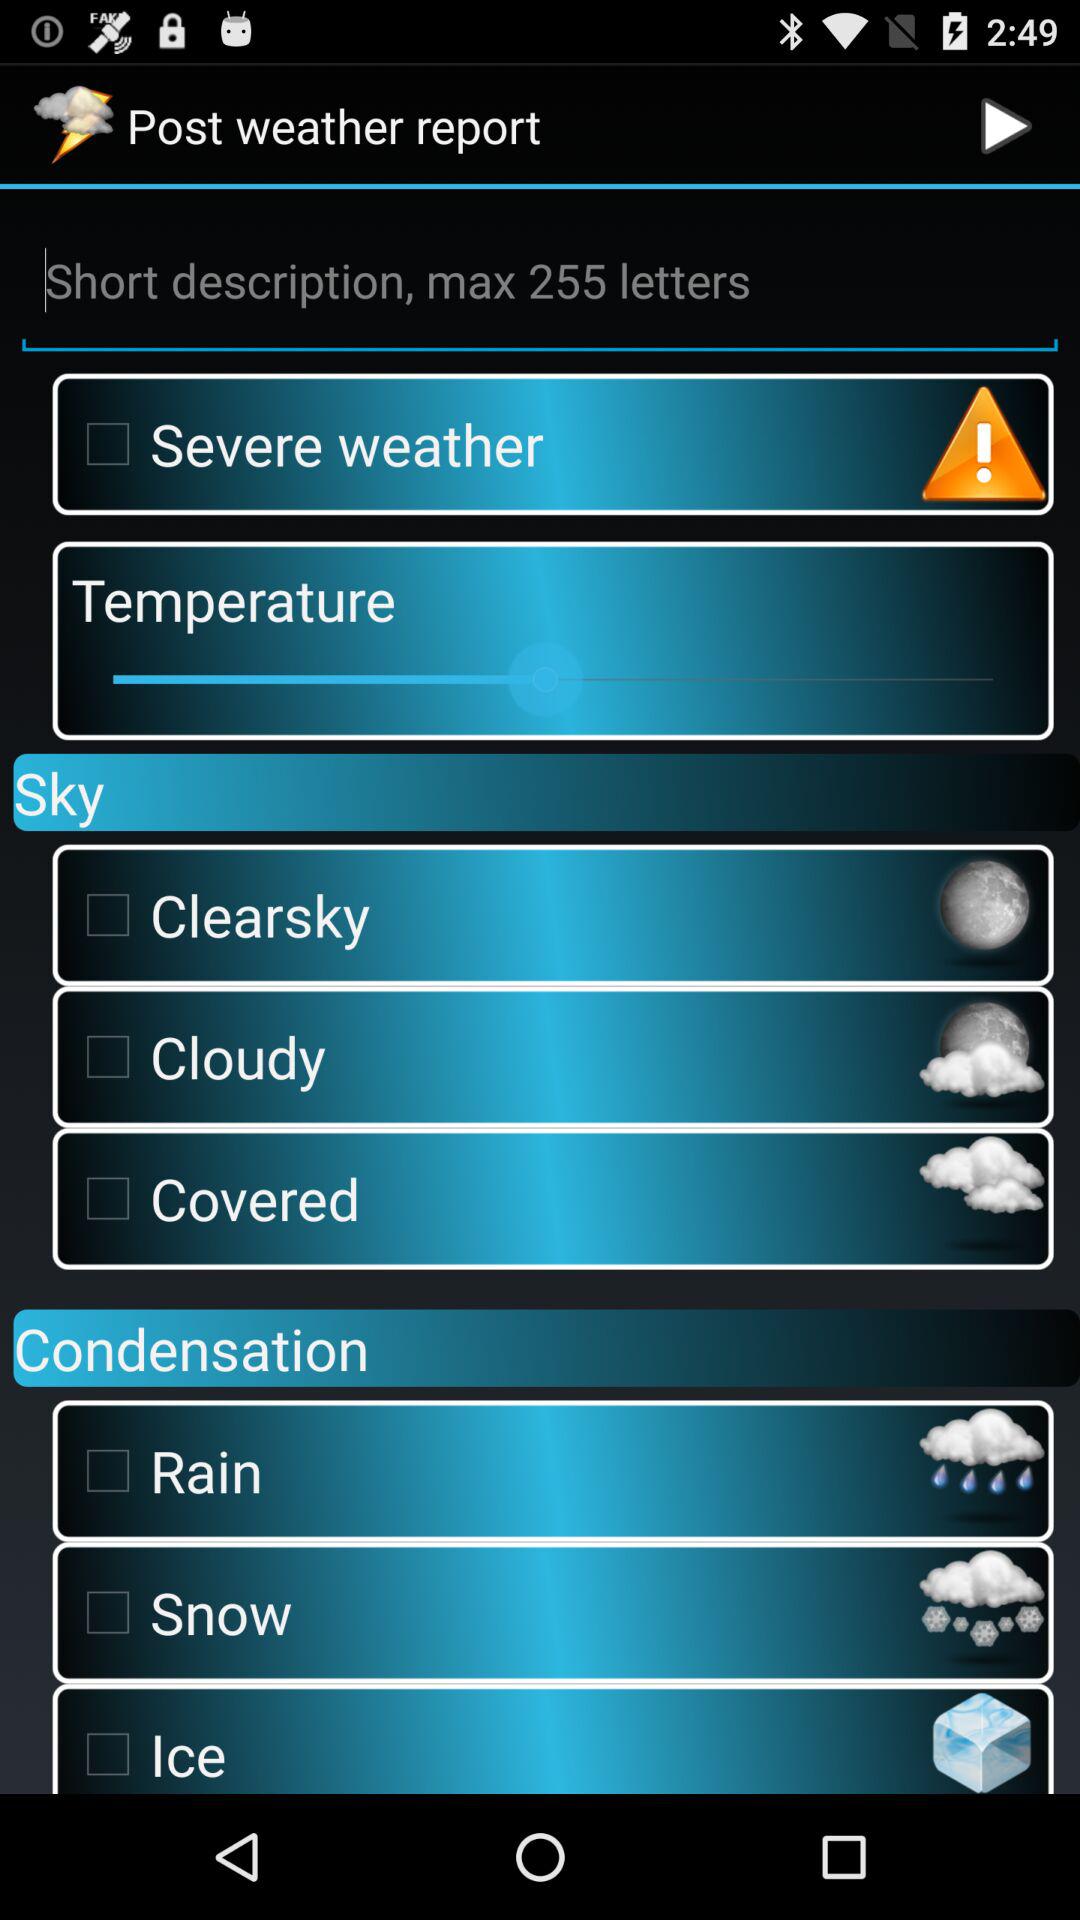 FAKE
2:49
Post weather report
Short description, max 255 letters
Severe weather
Temperature
Sky
Clearsky
Cloudy
Covered
Condensation
Rain
Snow
Ice